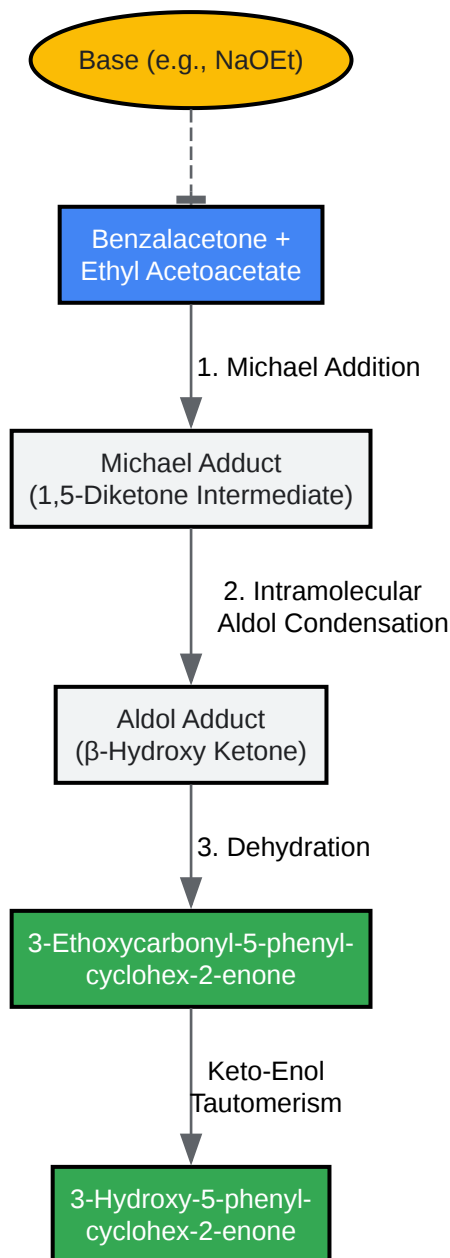 Base (e.g., NaOEt)
Benzalacetone +
Ethyl Acetoacetate
1. Michael Addition
Michael Adduct
(1,5-Diketone Intermediate)
2. Intramolecular
Aldol Condensation
Aldol Adduct
(β-Hydroxy Ketone)
3. Dehydration
3-Ethoxycarbonyl-5-phenyl-
cyclohex-2-enone
Keto-Enol
Tautomerism
3-Hydroxy-5-phenyl-
cyclohex-2-enone